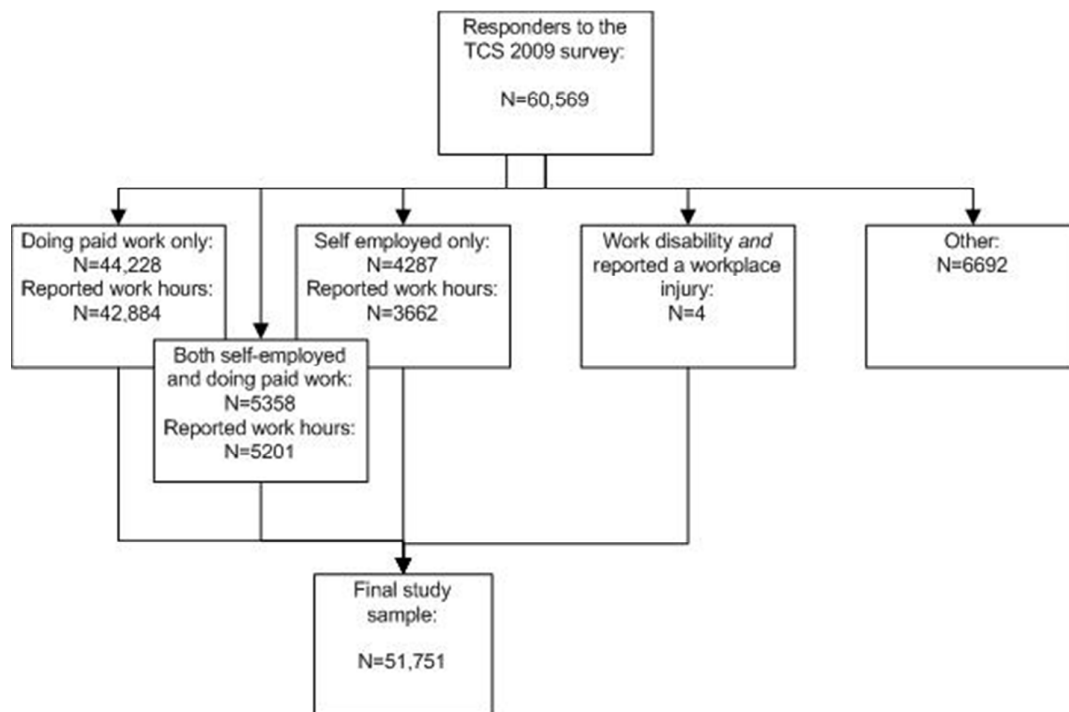 Responders to the
TCS 2009 survey:
N=60,569
Doing paid work only:
N=44,228
Reported work hours:
N=42,884
Self employed only:
N=4287
Reported work hours:
N=3662
Work disability and
reported a workplace
injury:
N=4
Other:
N=6692
Both self-employed
and doing paid work:
N=5358
Reported work hours:
N=5201
Final study
sample:
N=51,751